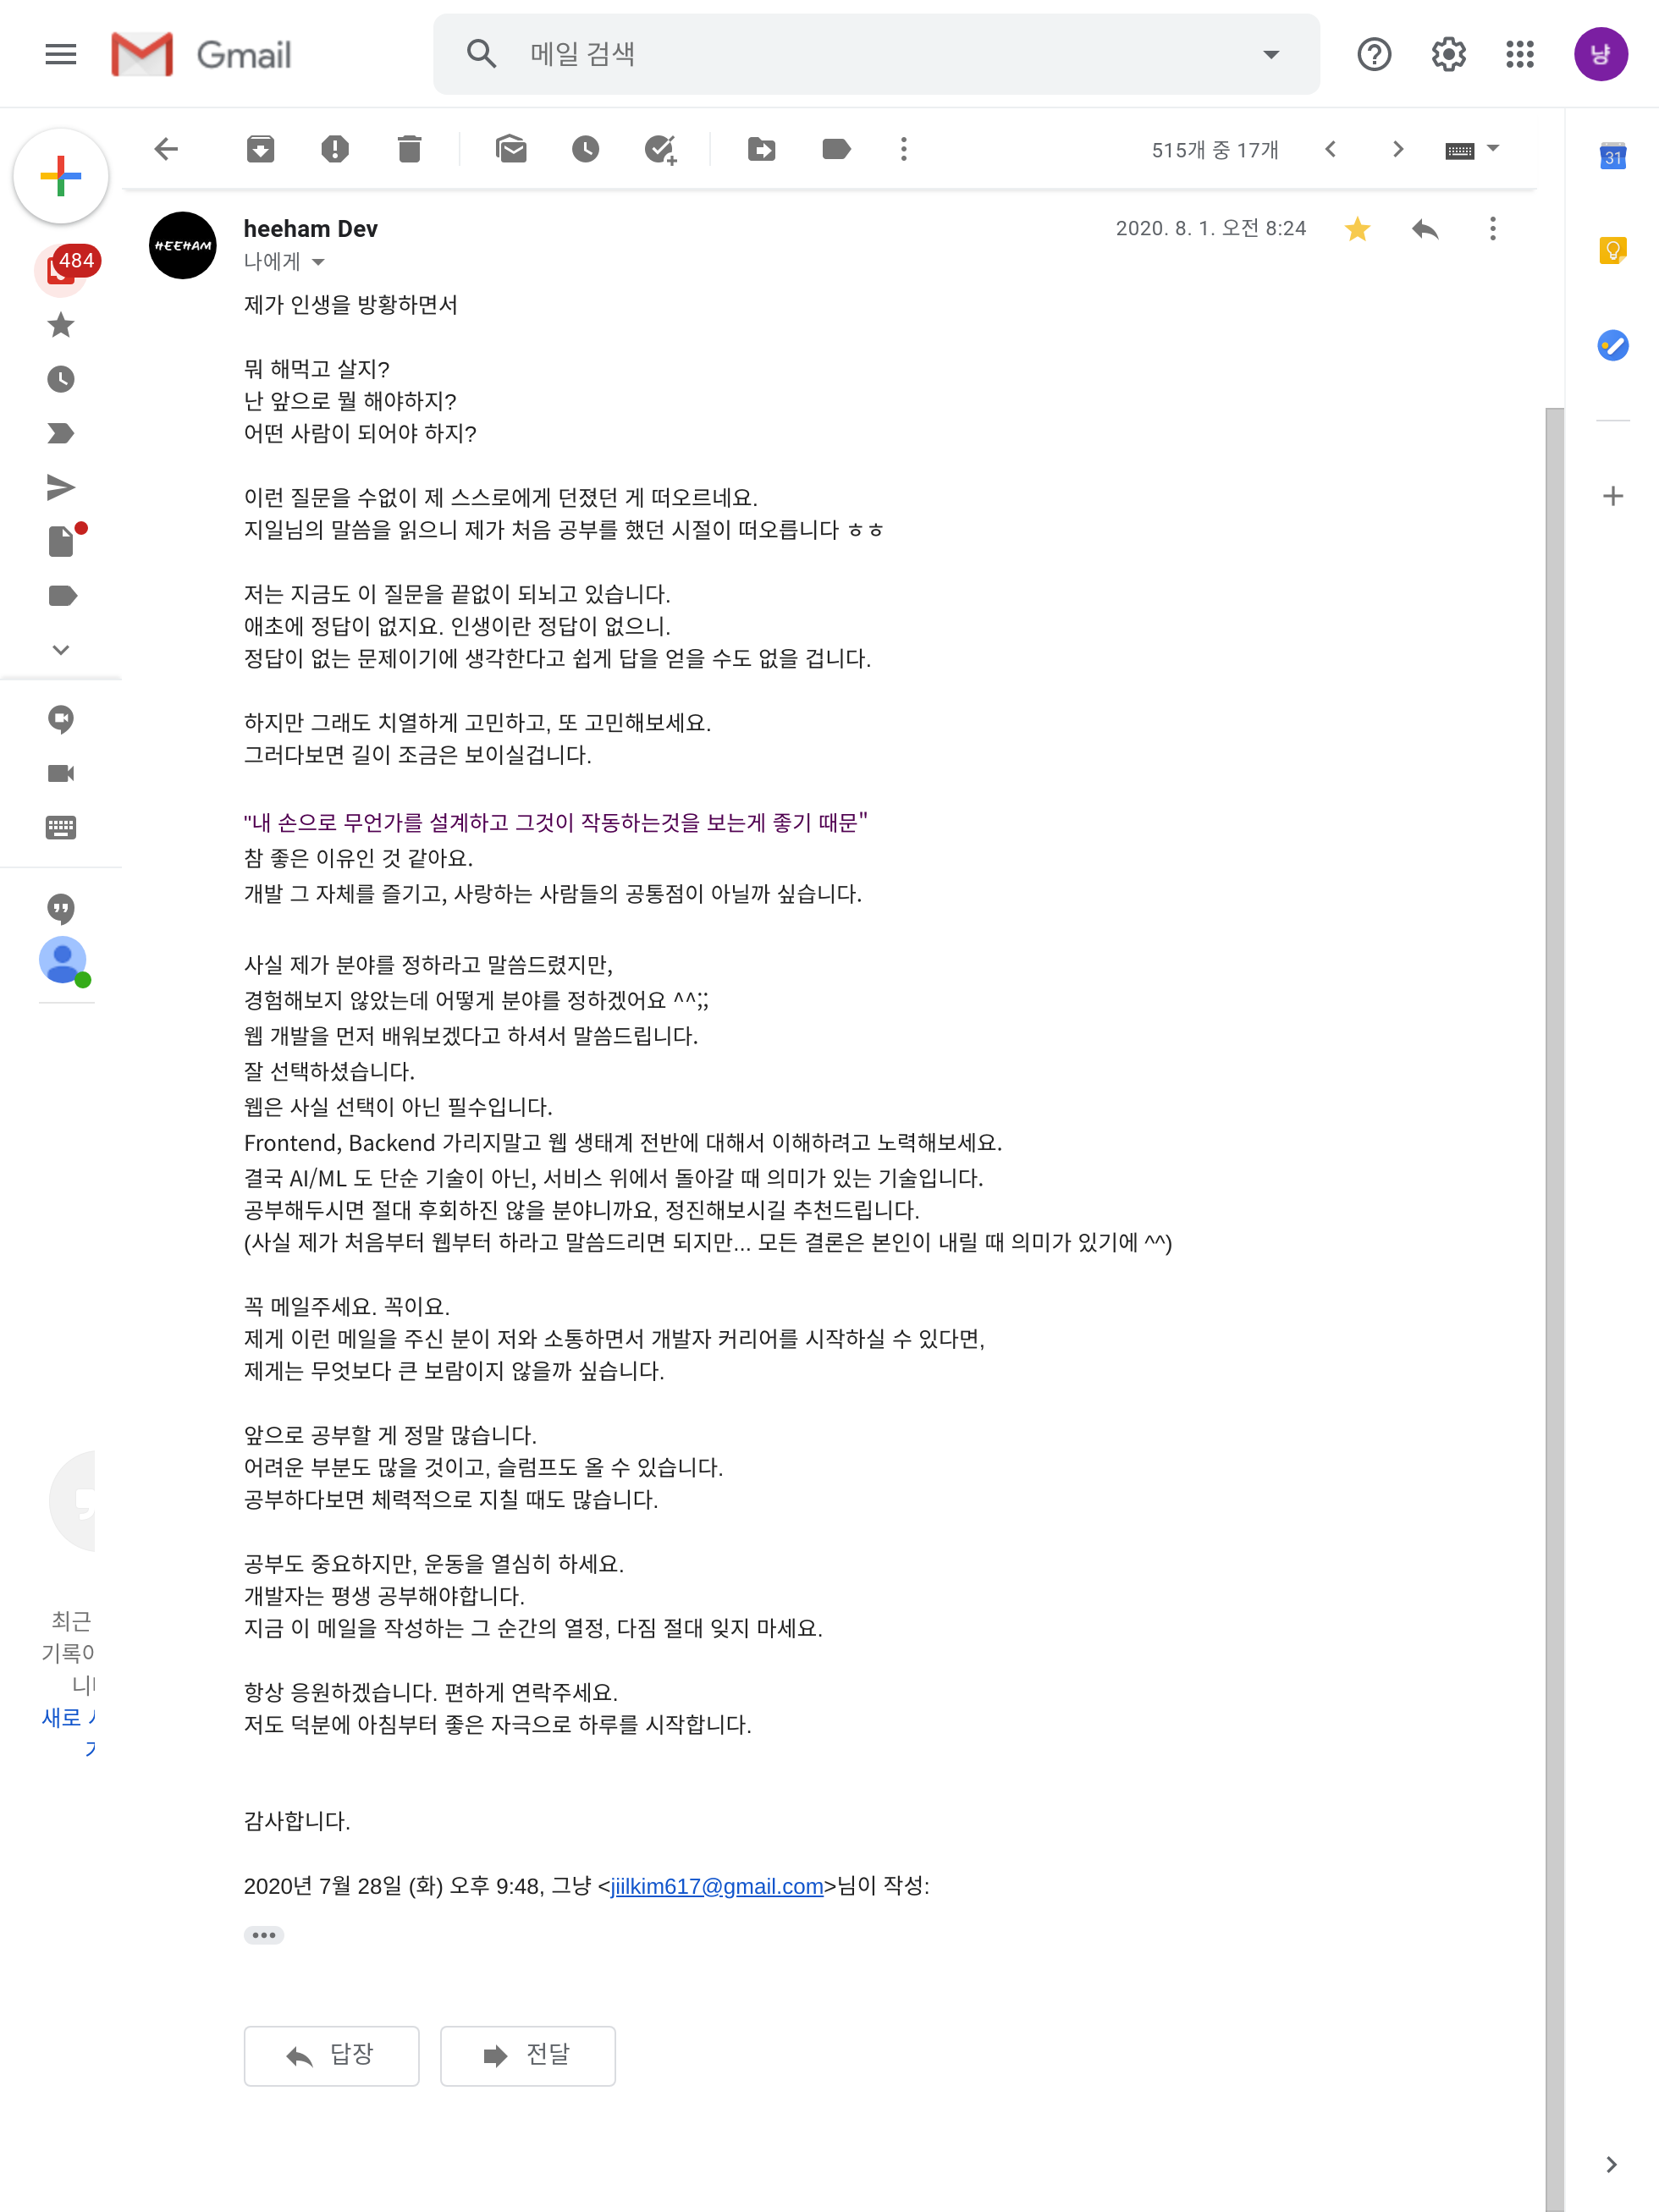 Gmail
메일 검색
냥
515개 중 17개
31
484
HEEHAM
heeham Dev
2020. 8. 1. 오전 8:24
나에게
제가 인생을 방황하면서
뭐 해먹고 살지?
난 앞으로 뭘 해야하지?
어떤 사람이 되어야 하지?
이런 질문을 수없이 제 스스로에게 던졌던 게 떠오르네요.
지일님의 말씀을 읽으니 제가 처음 공부를 했던 시절이 떠오릅니다 ㅎㅎ
저는 지금도 이 질문을 끝없이 되뇌고 있습니다.
애초에 정답이 없지요. 인생이란 정답이 없으니.
정답이 없는 문제이기에 생각한다고 쉽게 답을 얻을 수도 없을 겁니다.
하지만 그래도 치열하게 고민하고, 또 고민해보세요.
그러다보면 길이 조금은 보이실겁니다.
"내 손으로 무언가를 설계하고 그것이 작동하는것을 보는게 좋기 때문"
참 좋은 이유인 것 같아요.
개발 그 자체를 즐기고, 사랑하는 사람들의 공통점이 아닐까 싶습니다.
사실 제가 분야를 정하라고 말씀드렸지만,
경험해보지 않았는데 어떻게 분야를 정하겠어요 ^^;;
웹 개발을 먼저 배워보겠다고 하셔서 말씀드립니다.
잘 선택하셨습니다.
웹은 사실 선택이 아닌 필수입니다.
Frontend, Backend 가리지말고 웹 생태계 전반에 대해서 이해하려고 노력해보세요.
결국 AI/ML 도 단순 기술이 아닌, 서비스 위에서 돌아갈 때 의미가 있는 기술입니다.
공부해두시면 절대 후회하진 않을 분야니까요, 정진해보시길 추천드립니다.
(사실 제가 처음부터 웹부터 하라고 말씀드리면 되지만... 모든 결론은 본인이 내릴 때 의미가 있기에 ^^)
꼭 메일주세요. 꼭이요.
제게 이런 메일을 주신 분이 저와 소통하면서 개발자 커리어를 시작하실 수 있다면,
제게는 무엇보다 큰 보람이지 않을까 싶습니다.
앞으로 공부할 게 정말 많습니다.
어려운 부분도 많을 것이고, 슬럼프도 올 수 있습니다.
공부하다보면 체력적으로 지칠 때도 많습니다.
공부도 중요하지만, 운동을 열심히 하세요.
개발자는 평생 공부해야합니다.
지금 이 메일을 작성하는 그 순간의 열정, 다짐 절대 잊지 마세요.
항상 응원하겠습니다. 편하게 연락주세요.
저도 덕분에 아침부터 좋은 자극으로 하루를 시작합니다.
감사합니다.
2020년 7월 28일 (화) 오후 9:48, 그냥 <jiilkim617@gmail.com>님이 작성:
답장
전달
최근
기록
새로